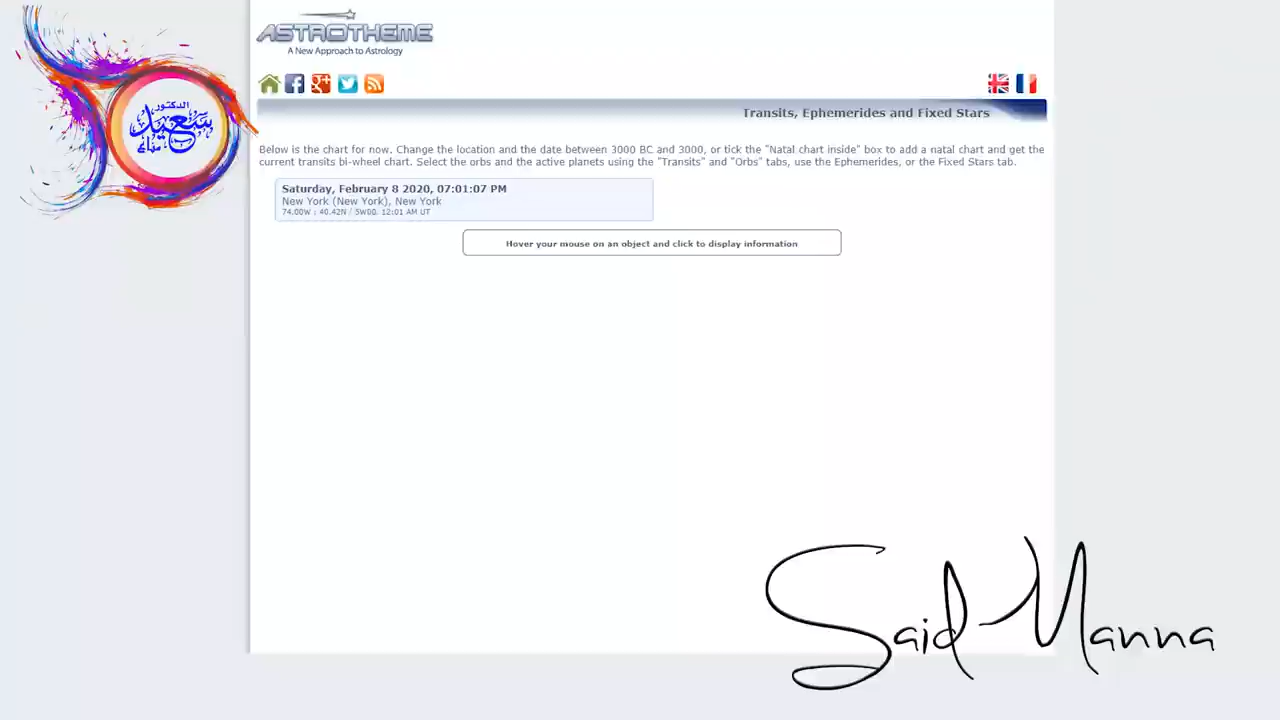 الدكتور
سعيد
مناع
ASTROTHEME
A New Approach to Astrology
Transits, Ephemerides and Fixed Stars
Below is the chart for now. Change the location and the date between 3000 BC and 3000, or tick the "Natal chart inside" box to add a natal chart and get the
current transits bi-wheel chart. Select the orbs and the active planets using the "Transits" and "Orbs" tabs, use the Ephemerides, or the Fixed Stars tab.
Saturday, February 8 2020, 07:01:07 PM
New York (New York), New York
74.00W : 40.42N / 5W00. 12:01 AM UT
Hover your mouse on an object and click to display information
Said Manna